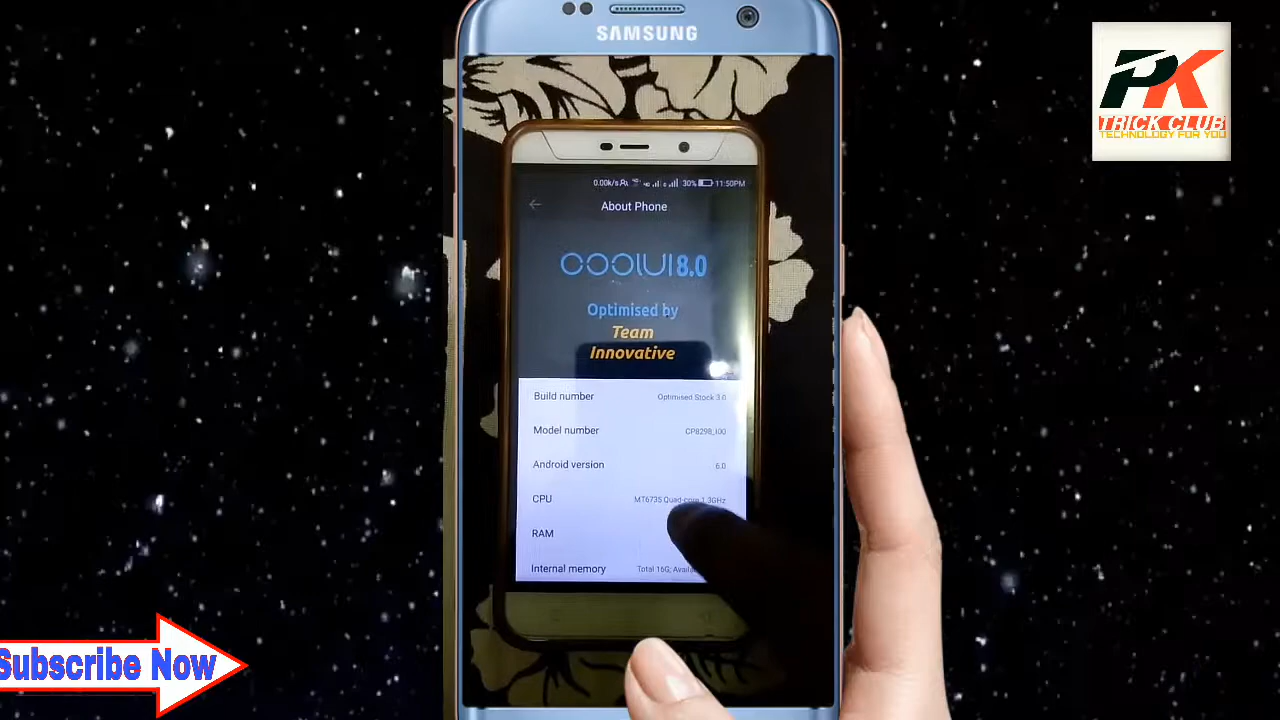 SAMSUNG
PK
TRICK CLUB
TECHNOLOGY FOR YOU
0.00k/s 30% 11:50PM
About Phone
COOLUI 8.0
Optimised by
Team
Innovative
Build number Optimised Stock 3.0
Model number CP8298_I00
Android version 6.0
CPU MT6735 Quad-core 1.3GHz
RAM
Internal memory Total 16G;
Subscribe Now